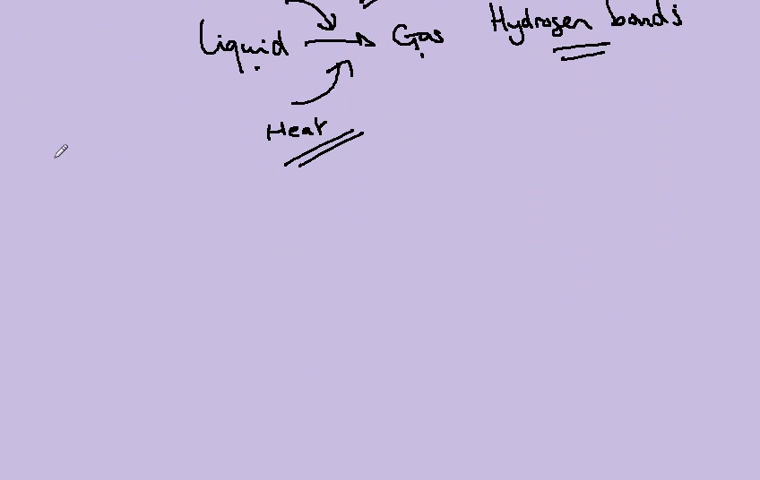 Hydrogen bonds
Liquid → Gas
Heat